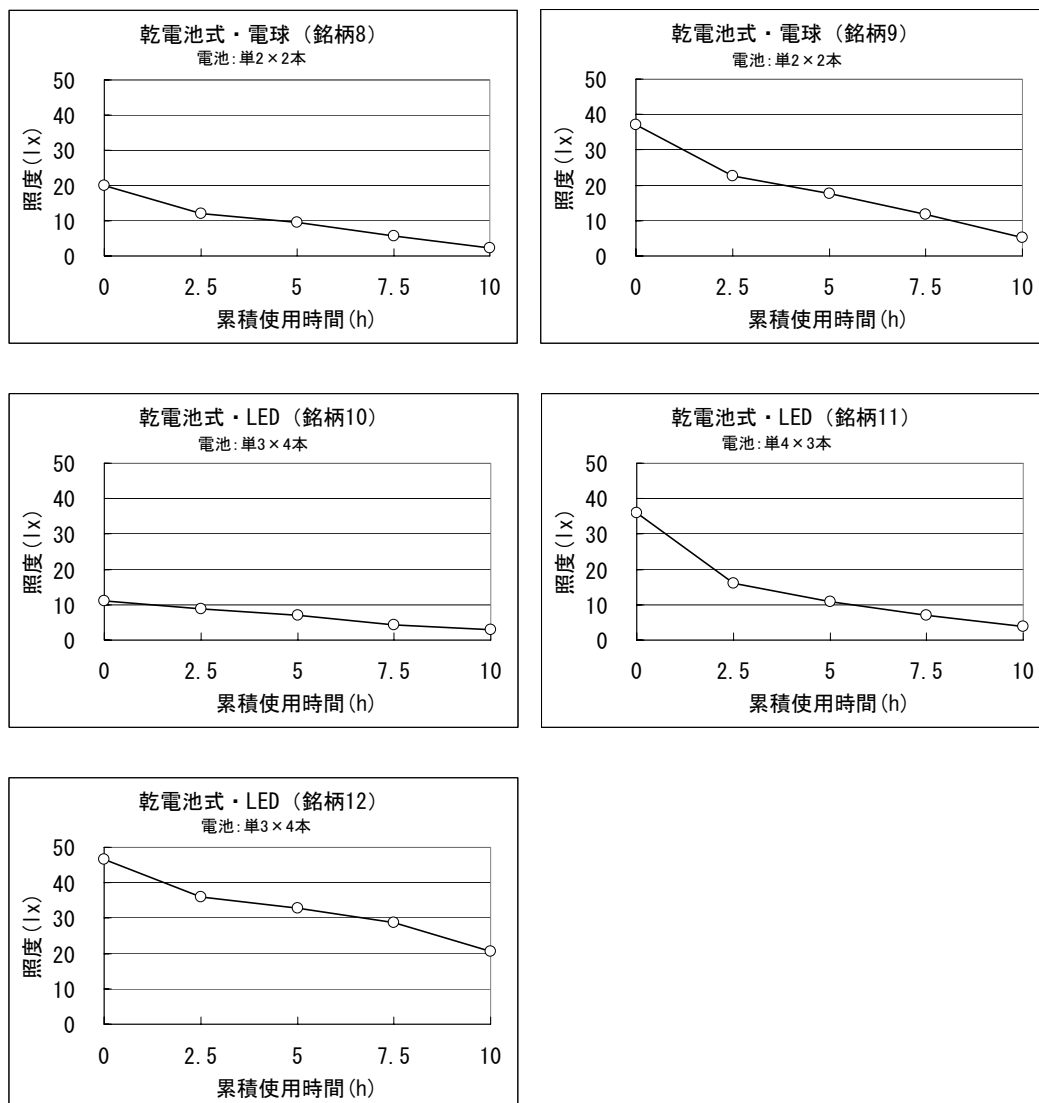 乾電池式・電球（銘柄8）
電池：単2×2本
50
40
30
20
10
0
照度(lx)
0 2.5 5 7.5 10
累積使用時間(h)
乾電池式・電球（銘柄9）
電池：単2×2本
50
40
30
20
10
0
照度(lx)
0 2.5 5 7.5 10
累積使用時間(h)
乾電池式・LED（銘柄10）
電池：単3×4本
50
40
30
20
10
0
照度(lx)
0 2.5 5 7.5 10
累積使用時間(h)
乾電池式・LED（銘柄11）
電池：単4×3本
50
40
30
20
10
0
照度(lx)
0 2.5 5 7.5 10
累積使用時間(h)
乾電池式・LED（銘柄12）
電池：単3×4本
50
40
30
20
10
0
照度(lx)
0 2.5 5 7.5 10
累積使用時間(h)